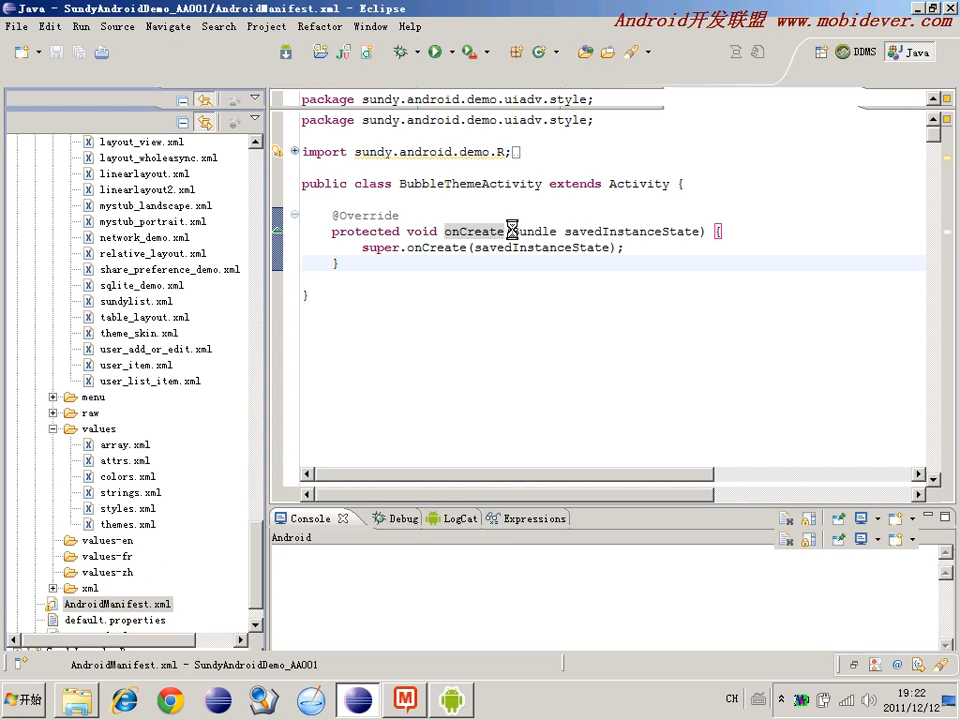 Java - SundyAndroidDemo_AA001/AndroidManifest.xml - Eclipse
Android开发联盟 www.mobidever.com
File Edit Run Source Navigate Search Project Refactor Window Help
DDMS
Java
package sundy.android.demo.uiadv.style;
package sundy.android.demo.uiadv.style;
import sundy.android.demo.R;
public class BubbleThemeActivity extends Activity {
@Override
protected void onCreate(Bundle savedInstanceState) {
super.onCreate(savedInstanceState);
}
}
layout_view.xml
layout_wholeasync.xml
linearlayout.xml
linearlayout2.xml
mystub_landscape.xml
mystub_portrait.xml
network_demo.xml
relative_layout.xml
share_preference_demo.xml
sqlite_demo.xml
sundylist.xml
table_layout.xml
theme_skin.xml
user_add_or_edit.xml
user_item.xml
user_list_item.xml
menu
raw
values
array.xml
attrs.xml
colors.xml
strings.xml
styles.xml
themes.xml
values-en
values-fr
values-zh
xml
AndroidManifest.xml
default.properties
Console Debug LogCat Expressions
Android
AndroidManifest.xml - SundyAndroidDemo_AA001
开始
CH
19:22
2011/12/12